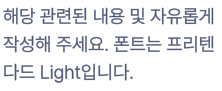 해당 관련된 내용 및 자유롭게
작성해 주세요. 폰트는 프리텐
다드 Light입니다.